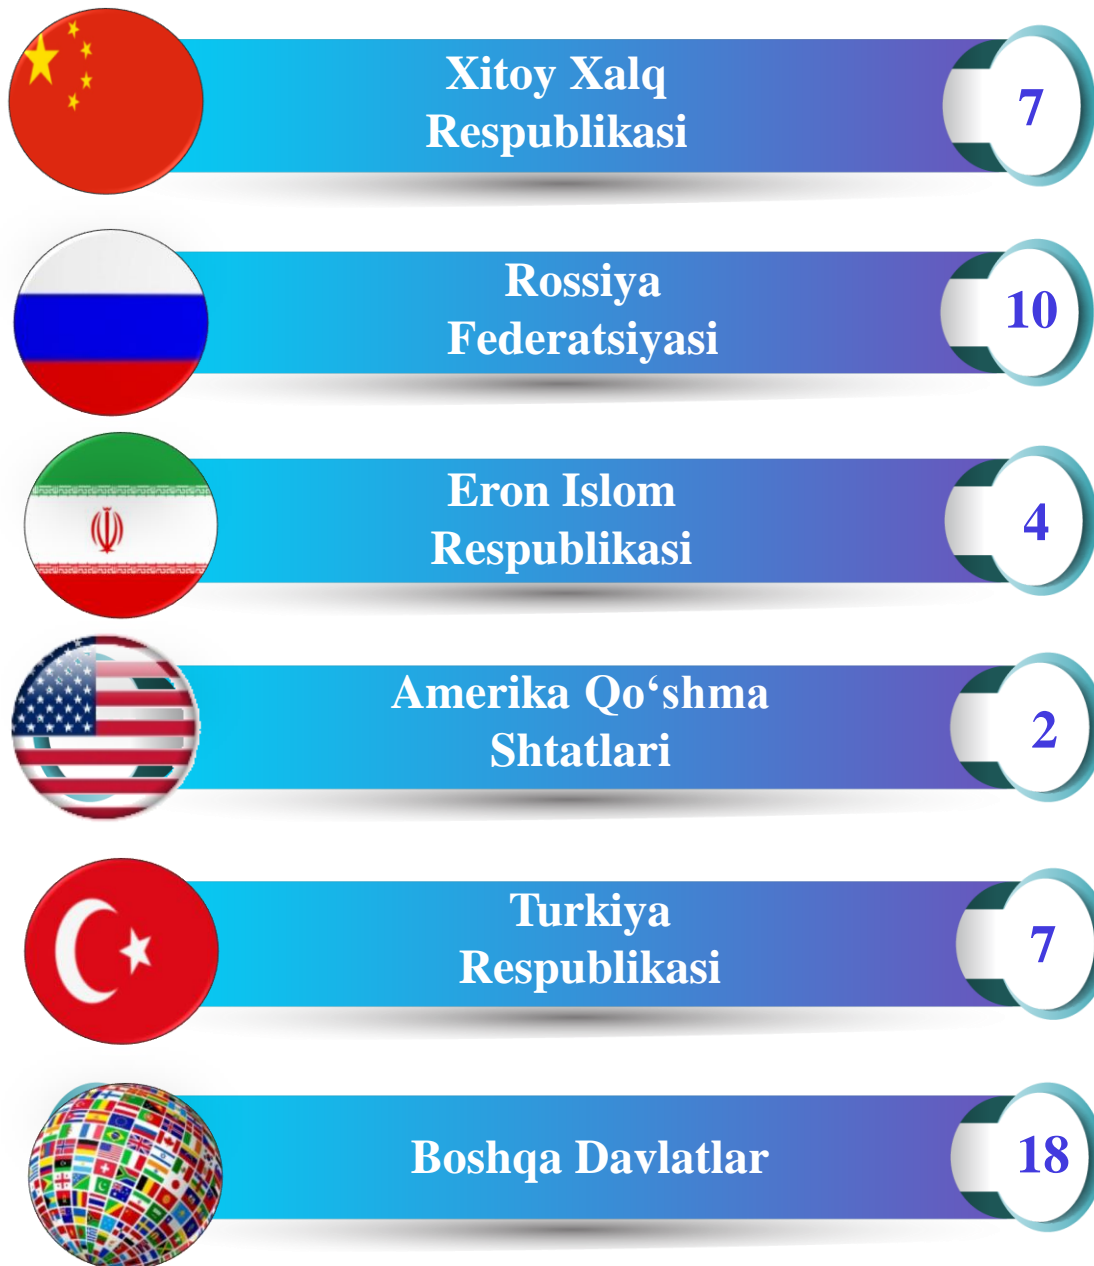 Xitoy Xalq
Respublikasi
7
Rossiya
Federatsiyasi
10
Eron Islom
Respublikasi
4
Amerika Qo‘shma
Shtatlari
2
Turkiya
Respublikasi
7
Boshqa Davlatlar
18